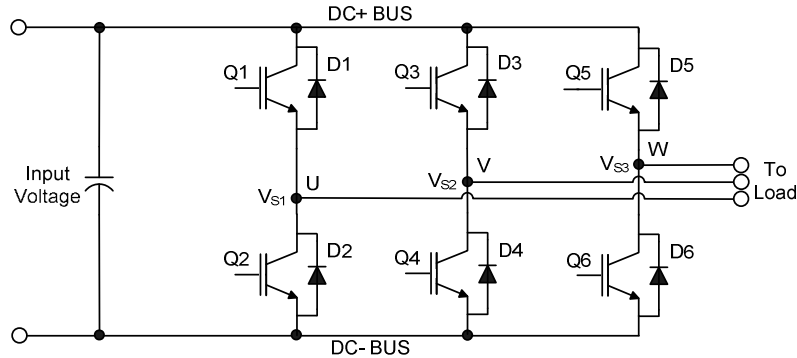 DC+ BUS
Q1
D1
Q3
D3
Q5
D5
Input
Voltage
VS1
U
VS2
V
VS3
W
To
Load
Q2
D2
Q4
D4
Q6
D6
DC- BUS